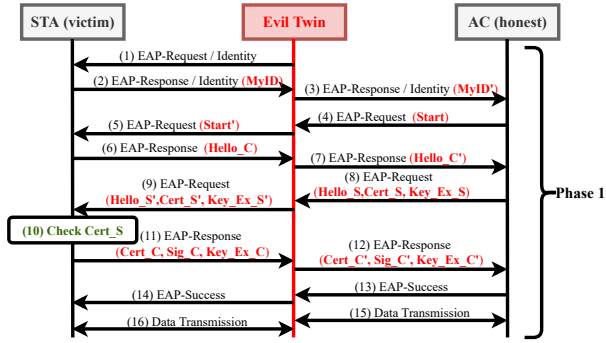 STA (victim)
Evil Twin
AC (honest)
(1) EAP-Request / Identity
(2) EAP-Response / Identity (MyID)
(3) EAP-Response / Identity (MyID')
(4) EAP-Request (Start)
(5) EAP-Request (Start')
(6) EAP-Response (Hello_C)
(7) EAP-Response (Hello_C')
(8) EAP-Request
(Hello_S,Cert_S, Key_Ex_S)
(9) EAP-Request
(Hello_S',Cert_S', Key_Ex_S')
(10) Check Cert_S
(11) EAP-Response
(Cert_C, Sig_C, Key_Ex_C)
(12) EAP-Response
(Cert_C', Sig_C', Key_Ex_C')
(13) EAP-Success
(14) EAP-Success
(15) Data Transmission
(16) Data Transmission
Phase 1